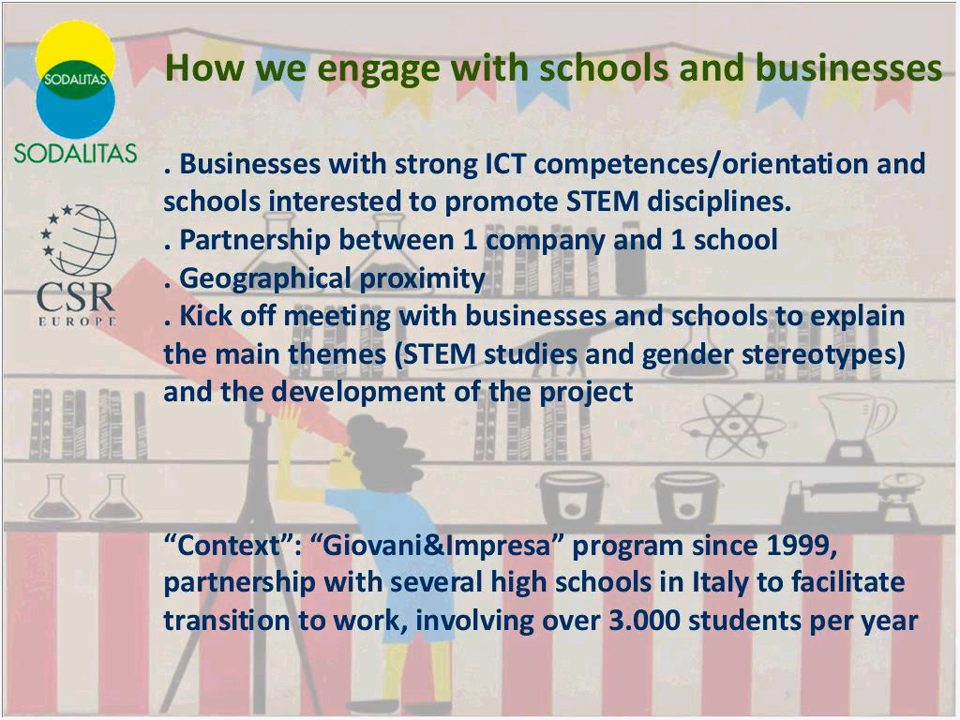 SODALITAS
SODALITAS
CSR
EUROPE
How we engage with schools and businesses
. Businesses with strong ICT competences/orientation and
schools interested to promote STEM disciplines.
. Partnership between 1 company and 1 school
. Geographical proximity
. Kick off meeting with businesses and schools to explain
the main themes (STEM studies and gender stereotypes)
and the development of the project
“Context”: “Giovani&Impresa” program since 1999,
partnership with several high schools in Italy to facilitate
transition to work, involving over 3.000 students per year